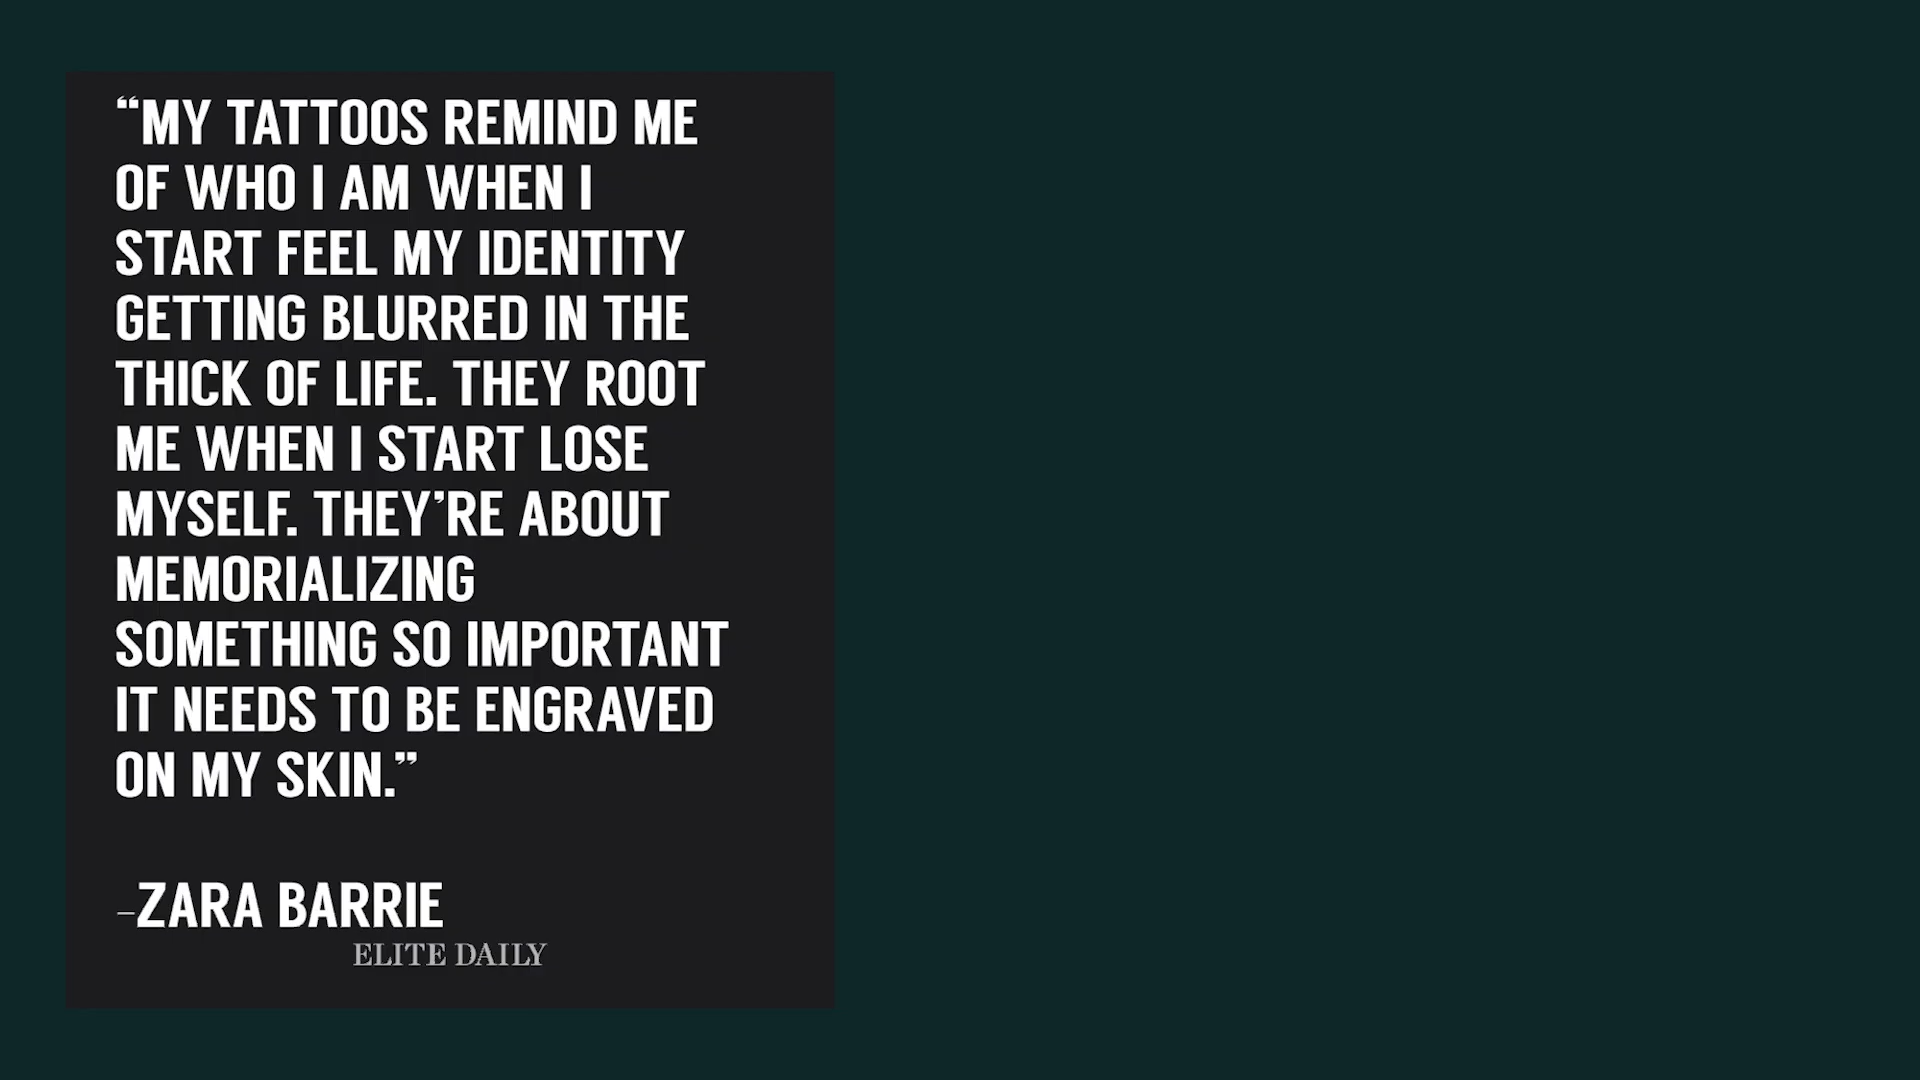 “MY TATTOOS REMIND ME
OF WHO I AM WHEN I
START FEEL MY IDENTITY
GETTING BLURRED IN THE
THICK OF LIFE. THEY ROOT
ME WHEN I START LOSE
MYSELF. THEY’RE ABOUT
MEMORIALIZING
SOMETHING SO IMPORTANT
IT NEEDS TO BE ENGRAVED
ON MY SKIN.”
–ZARA BARRIE
ELITE DAILY